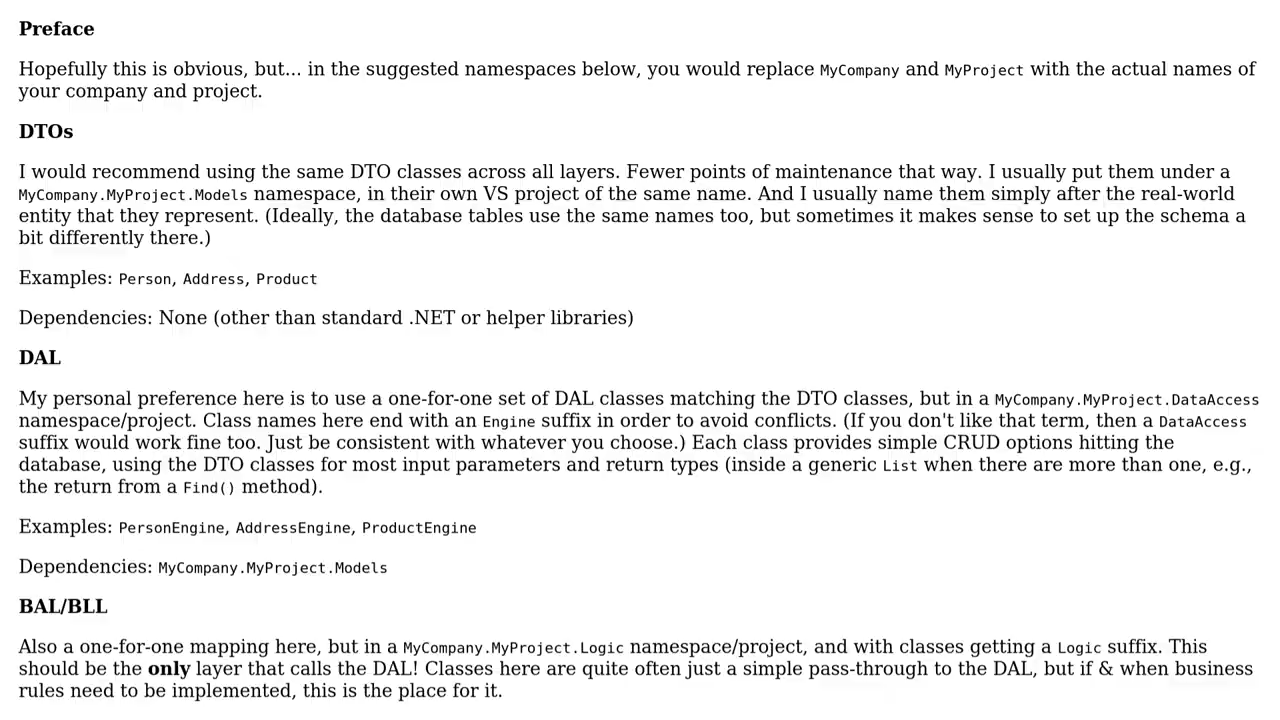 Preface
Hopefully this is obvious, but... in the suggested namespaces below, you would replace MyCompany and MyProject with the actual names of
your company and project.
DTOs
I would recommend using the same DTO classes across all layers. Fewer points of maintenance that way. I usually put them under a
MyCompany.MyProject.Models namespace, in their own VS project of the same name. And I usually name them simply after the real-world
entity that they represent. (Ideally, the database tables use the same names too, but sometimes it makes sense to set up the schema a
bit differently there.)
Examples: Person, Address, Product
Dependencies: None (other than standard .NET or helper libraries)
DAL
My personal preference here is to use a one-for-one set of DAL classes matching the DTO classes, but in a MyCompany.MyProject.DataAccess
namespace/project. Class names here end with an Engine suffix in order to avoid conflicts. (If you don't like that term, then a DataAccess
suffix would work fine too. Just be consistent with whatever you choose.) Each class provides simple CRUD options hitting the
database, using the DTO classes for most input parameters and return types (inside a generic List when there are more than one, e.g.,
the return from a Find() method).
Examples: PersonEngine, AddressEngine, ProductEngine
Dependencies: MyCompany.MyProject.Models
BAL/BLL
Also a one-for-one mapping here, but in a MyCompany.MyProject.Logic namespace/project, and with classes getting a Logic suffix. This
should be the only layer that calls the DAL! Classes here are quite often just a simple pass-through to the DAL, but if & when business
rules need to be implemented, this is the place for it.